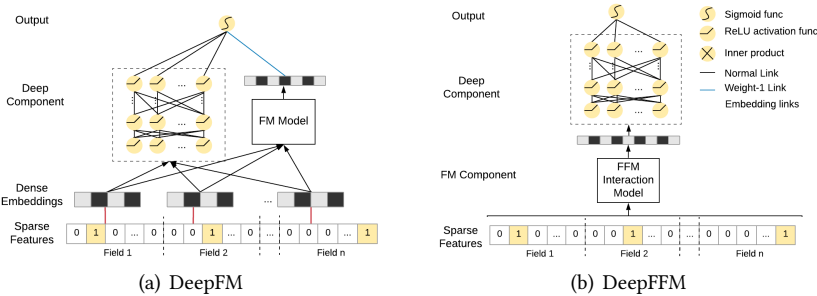 Output
Deep
Component
FM Model
Dense
Embeddings
...
Sparse
Features
0 1 0 ... 0 0 0 1 ... 0 ... 0 0 ... 1
Field 1 Field 2 Field n
(a) DeepFM
Output
Deep
Component
FM Component
FFM
Interaction
Model
Sparse
Features
0 1 0 ... 0 0 0 1 ... 0 ... 0 0 ... 1
Field 1 Field 2 Field n
(b) DeepFFM
Sigmoid func
ReLU activation func
Inner product
Normal Link
Weight-1 Link
Embedding links